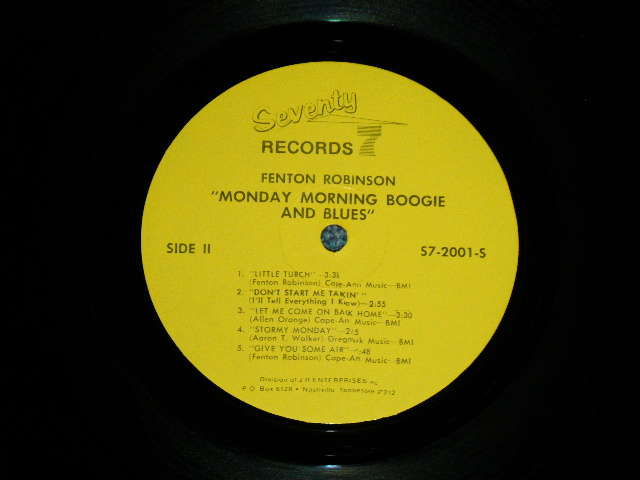 Seventy
RECORDS 7
FENTON ROBINSON
"MONDAY MORNING BOOGIE
AND BLUES"
SIDE II
S7-2001-S
1. "LITTLE TURCH"—3:31
(Fenton Robinson) Cape-Ann Music—BMI
2. "DON'T START ME TAKIN' "
(I'll Tell Everything I Know)—2:55
3. "LET ME COME ON BACK HOME"—3:30
(Allen Orange) Cape-An. Music—BMI
4. "STORMY MONDAY"
(Aaron T. Walker) Gregmark Music—BMI
5. "GIVE YOU SOME AIR"
(Fenton Robinson) Cape-An. Music—BMI
Division of J R ENTERPRISES
P.O. Box 6128 • Nashville, Tennessee